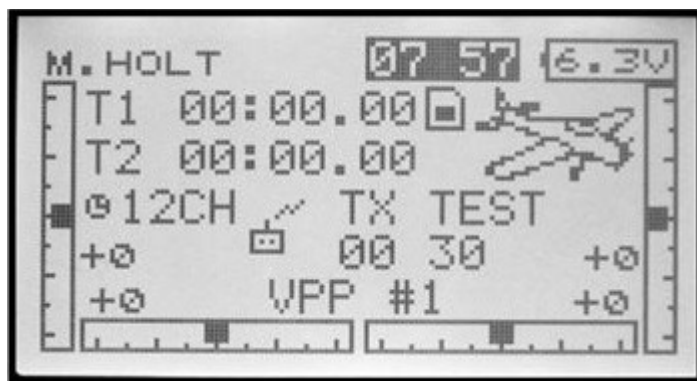 M.HOLT 07 57 6.3V
T1 00:00.00
T2 00:00.00
12CH TX TEST
+0 00 30 +0
+0 VPP #1 +0